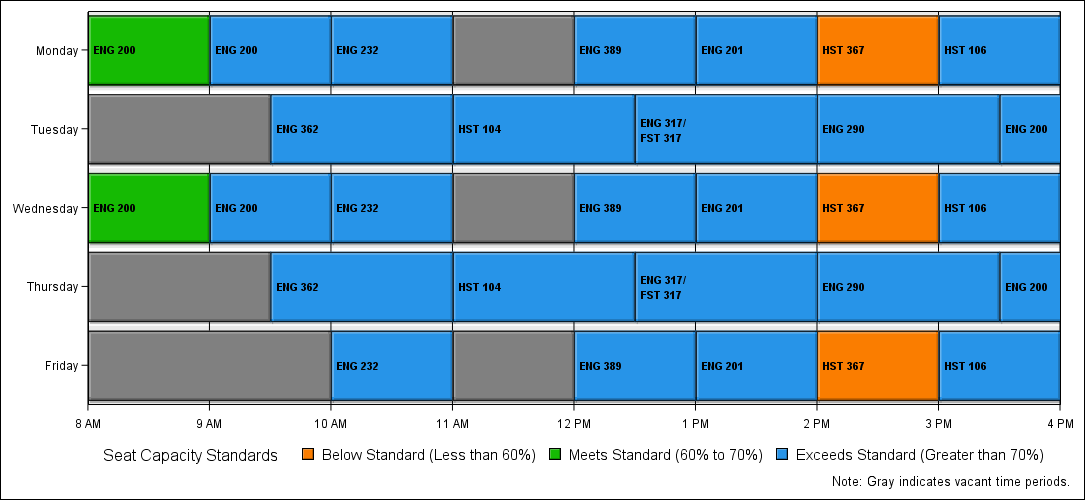 Monday ENG 200 ENG 200 ENG 232 ENG 389 ENG 201 HST 367 HST 106
Tuesday ENG 362 HST 104 ENG 317/ FST 317 ENG 290 ENG 200
Wednesday ENG 200 ENG 200 ENG 232 ENG 389 ENG 201 HST 367 HST 106
Thursday ENG 362 HST 104 ENG 317/ FST 317 ENG 290 ENG 200
Friday ENG 232 ENG 389 ENG 201 HST 367 HST 106
8 AM 9 AM 10 AM 11 AM 12 PM 1 PM 2 PM 3 PM 4 PM
Seat Capacity Standards Below Standard (Less than 60%) Meets Standard (60% to 70%) Exceeds Standard (Greater than 70%)
Note: Gray indicates vacant time periods.